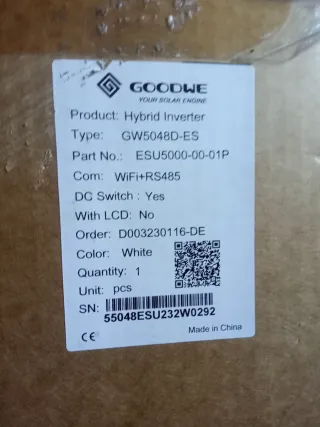 GOODWE
YOUR SOLAR ENGINE
Product: Hybrid Inverter
Type: GW5048D-ES
Part No.: ESU5000-00-01P
Com: WiFi+RS485
DC Switch: Yes
With LCD: No
Order: D003230116-DE
Color: White
Quantity: 1
Unit: pcs
SN:
55048ESU232W0292
CE
Made in China